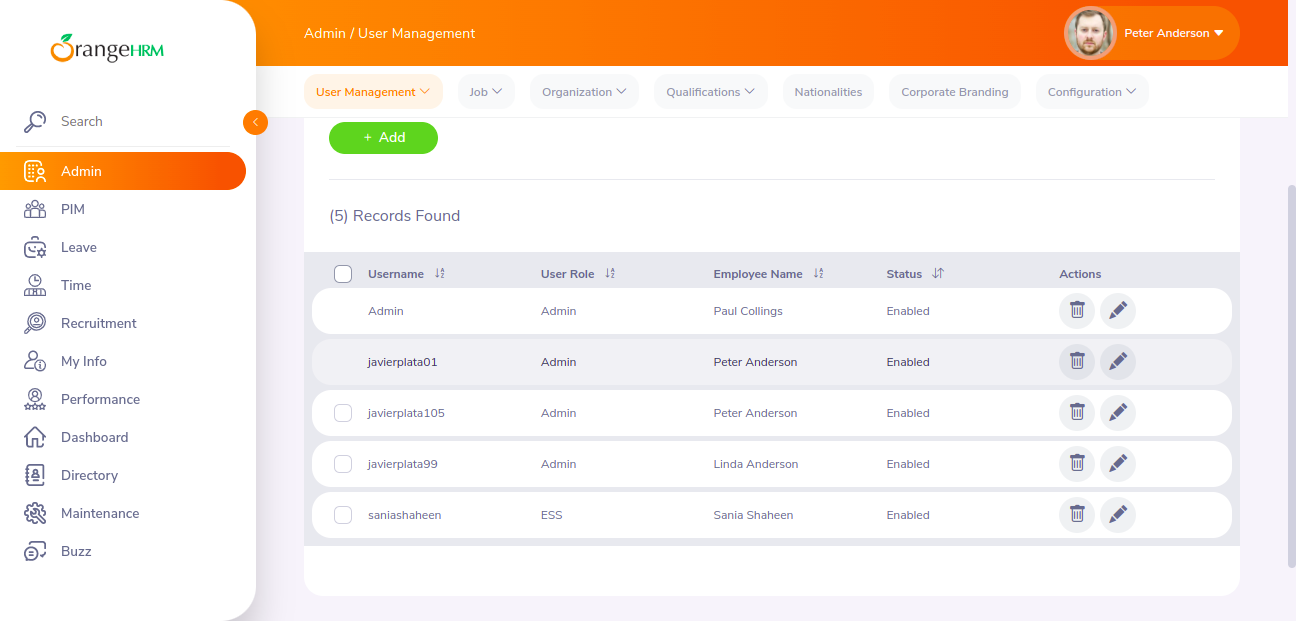 OrangeHRM
Admin / User Management
Peter Anderson
User Management
Job
Organization
Qualifications
Nationalities
Corporate Branding
Configuration
Search
Admin
PIM
Leave
Time
Recruitment
My Info
Performance
Dashboard
Directory
Maintenance
Buzz
+ Add
(5) Records Found
Username User Role Employee Name Status Actions
Admin Admin Paul Collings Enabled
javierplata01 Admin Peter Anderson Enabled
javierplata105 Admin Peter Anderson Enabled
javierplata99 Admin Linda Anderson Enabled
saniashaheen ESS Sania Shaheen Enabled